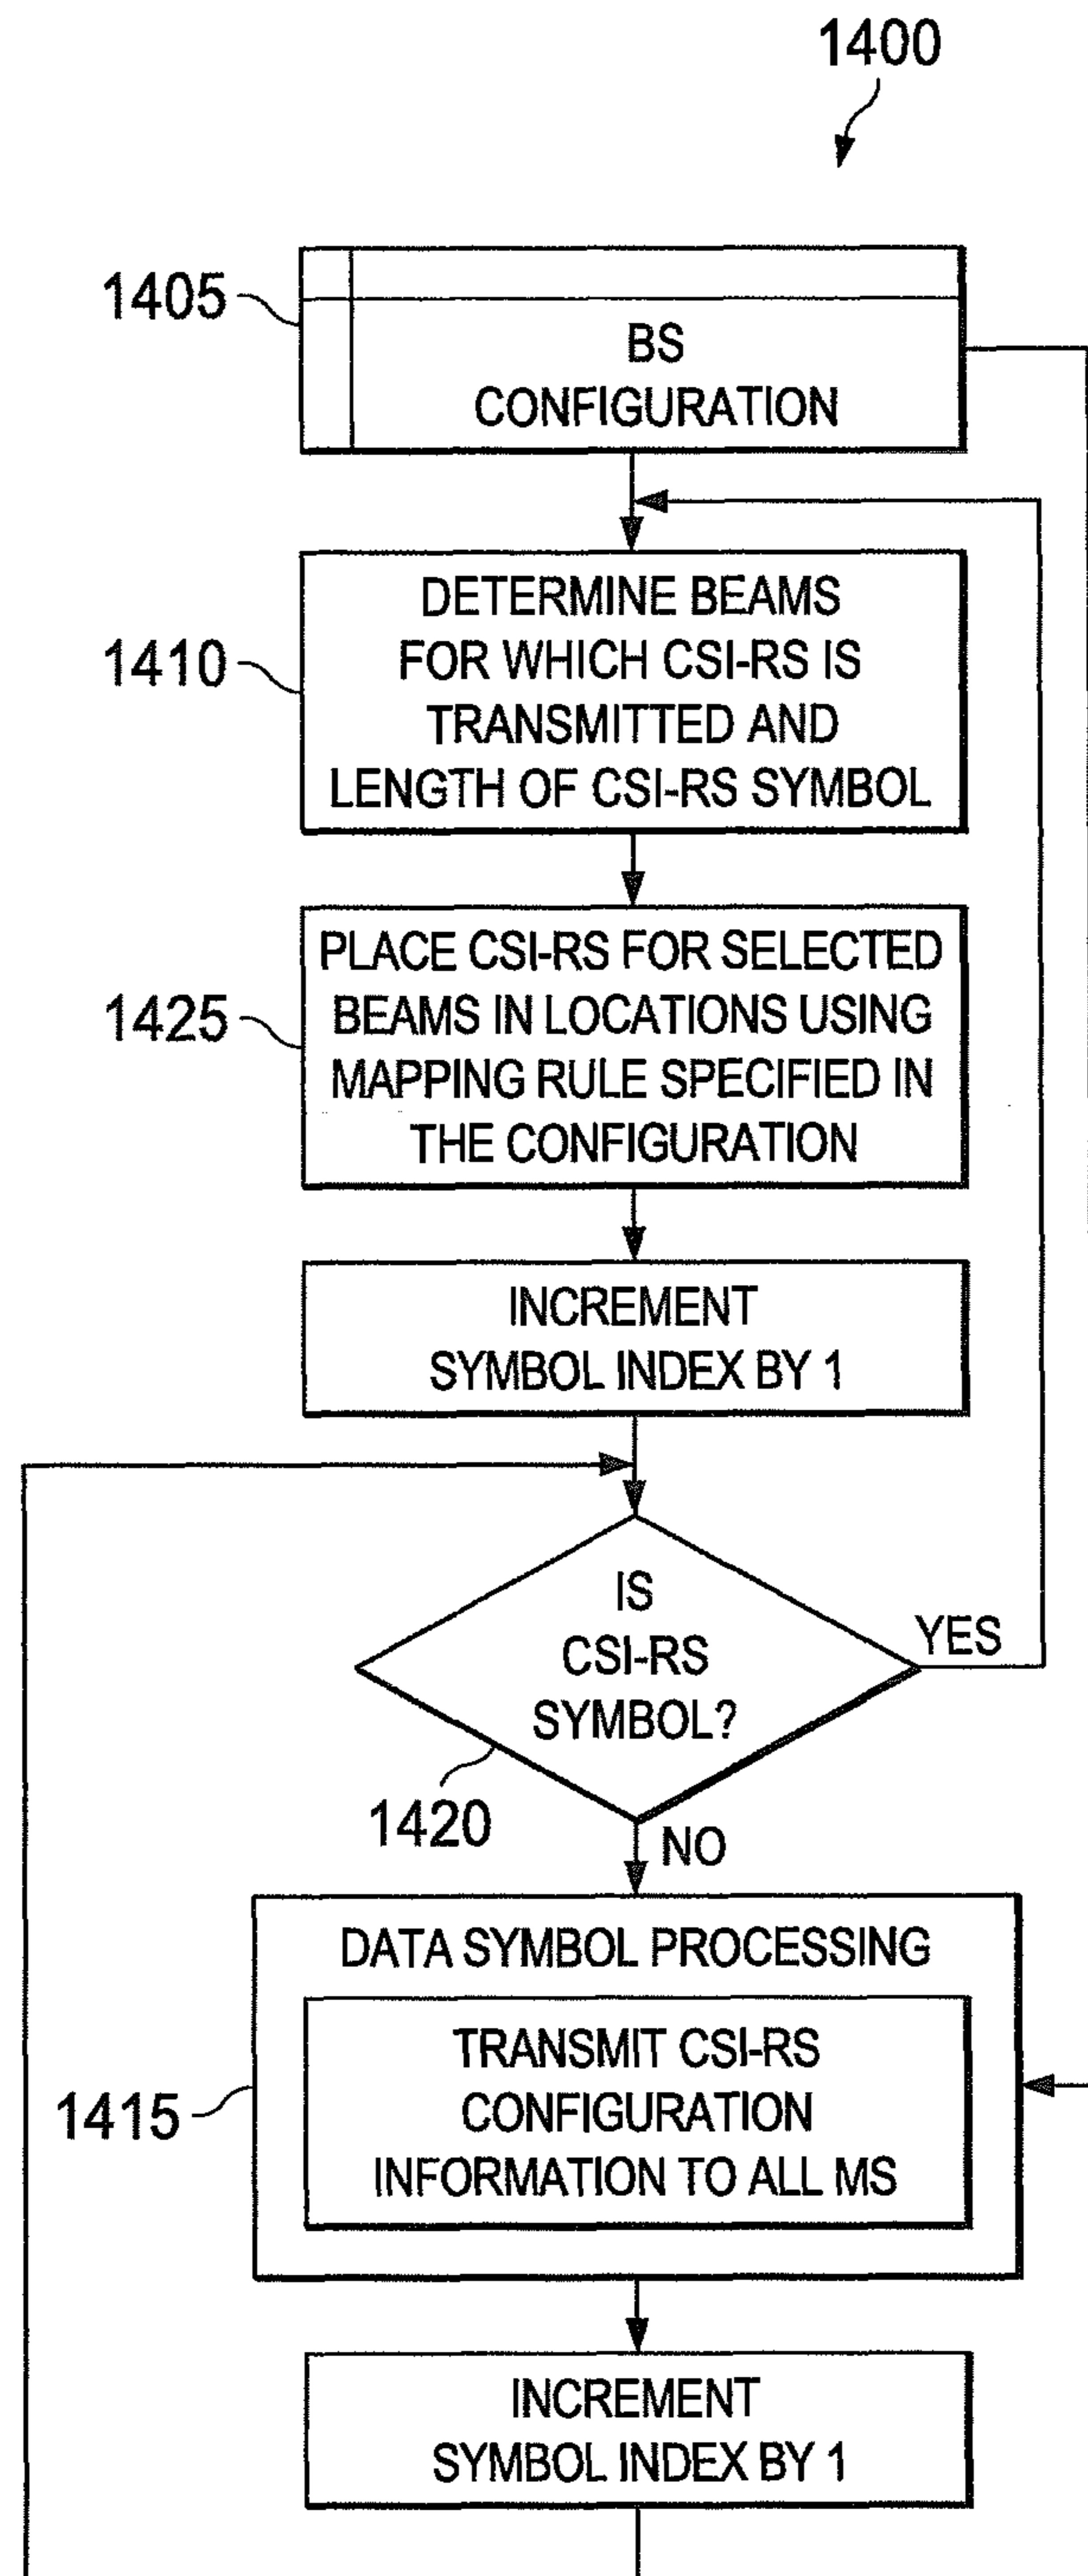 1400
1405
BS
CONFIGURATION
1410
DETERMINE BEAMS
FOR WHICH CSI-RS IS
TRANSMITTED AND
LENGTH OF CSI-RS SYMBOL
1425
PLACE CSI-RS FOR SELECTED
BEAMS IN LOCATIONS USING
MAPPING RULE SPECIFIED IN
THE CONFIGURATION
INCREMENT
SYMBOL INDEX BY 1
IS
CSI-RS
SYMBOL?
YES
1420
NO
DATA SYMBOL PROCESSING
1415
TRANSMIT CSI-RS
CONFIGURATION
INFORMATION TO ALL MS
INCREMENT
SYMBOL INDEX BY 1